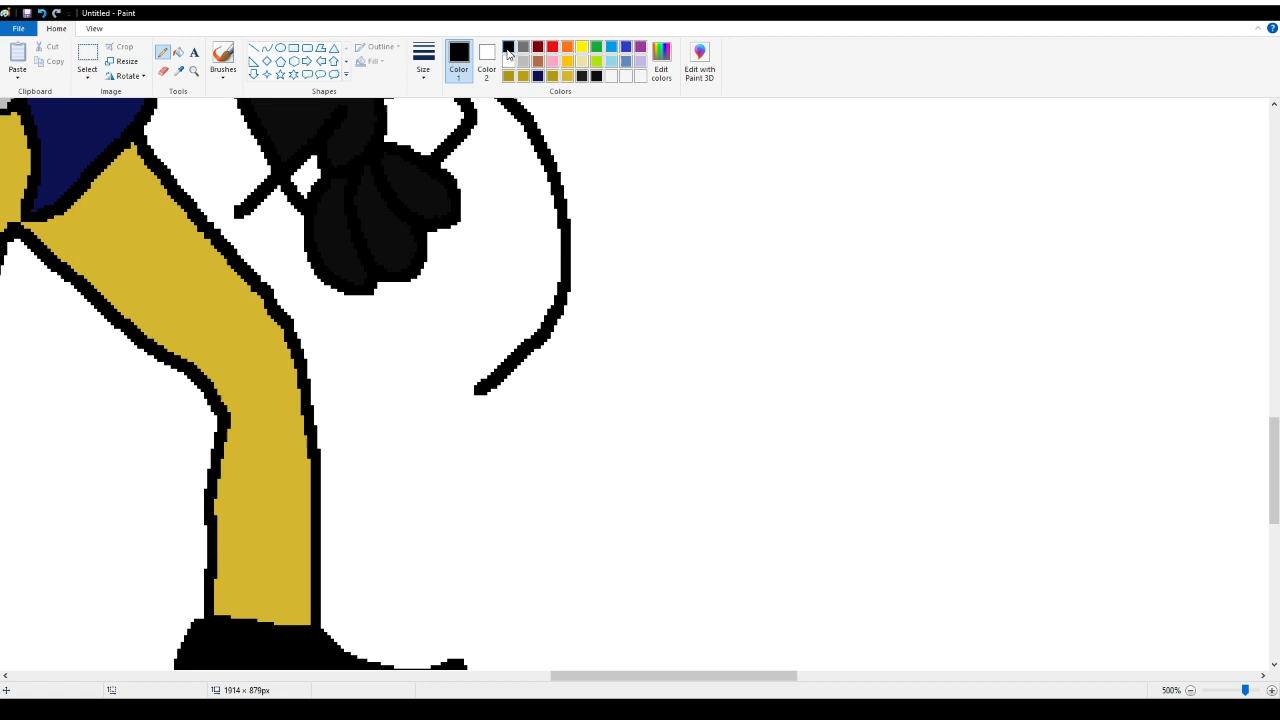 Untitled - Paint
File Home View
Paste
Cut
Copy
Clipboard
Select
Crop
Resize
Rotate
Image
A
Tools
Brushes
Shapes
Outline
Fill
Size
Color 1
Color 2
Colors
Edit colors
Edit with Paint 3D
1914 × 879px
500%